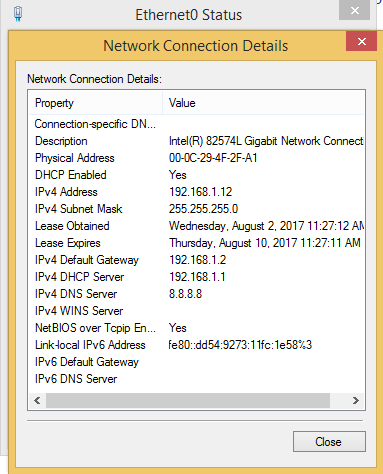 Ethernet0 Status
Network Connection Details
Network Connection Details:
Property Value
Connection-specific DN...
Description Intel(R) 82574L Gigabit Network Connect
Physical Address 00-0C-29-4F-2F-A1
DHCP Enabled Yes
IPv4 Address 192.168.1.12
IPv4 Subnet Mask 255.255.255.0
Lease Obtained Wednesday, August 2, 2017 11:27:12 AM
Lease Expires Thursday, August 10, 2017 11:27:11 AM
IPv4 Default Gateway 192.168.1.2
IPv4 DHCP Server 192.168.1.1
IPv4 DNS Server 8.8.8.8
IPv4 WINS Server
NetBIOS over Tcpip En... Yes
Link-local IPv6 Address fe80::dd54:9273:11fc:1e58%3
IPv6 Default Gateway
IPv6 DNS Server
Close